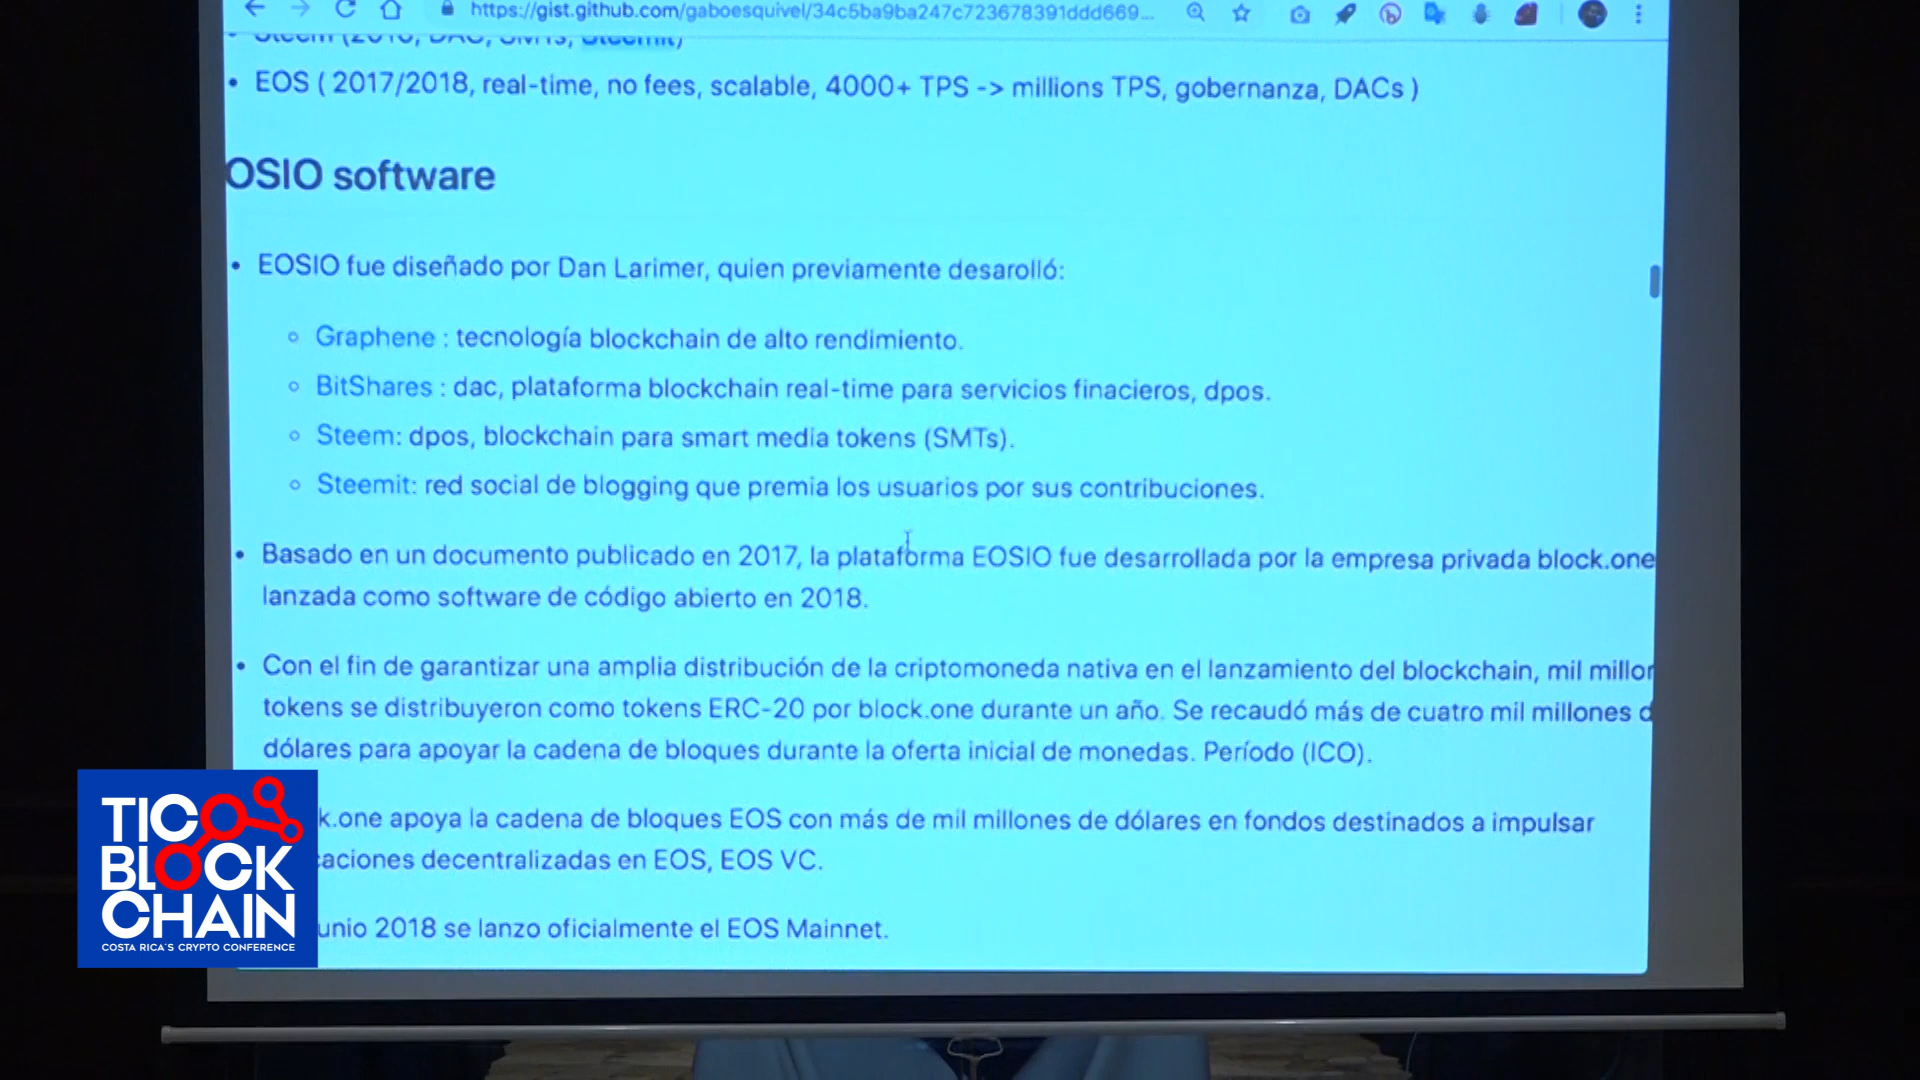 https://gist.github.com/gaboesquivel/34c5ba9ba247c723678391ddd669...
Steem (2016, DAC, SMTs, Steemit)
• EOS ( 2017/2018, real-time, no fees, scalable, 4000+ TPS -> millions TPS, gobernanza, DACs )
OSIO software
• EOSIO fue diseñado por Dan Larimer, quien previamente desarolló:
◦ Graphene : tecnología blockchain de alto rendimiento.
◦ BitShares : dac, plataforma blockchain real-time para servicios finacieros, dpos.
◦ Steem: dpos, blockchain para smart media tokens (SMTs).
◦ Steemit: red social de blogging que premia los usuarios por sus contribuciones.
• Basado en un documento publicado en 2017, la plataforma EOSIO fue desarrollada por la empresa privada block.one
lanzada como software de código abierto en 2018.
• Con el fin de garantizar una amplia distribución de la criptomoneda nativa en el lanzamiento del blockchain, mil millor
tokens se distribuyeron como tokens ERC-20 por block.one durante un año. Se recaudó más de cuatro mil millones d
dólares para apoyar la cadena de bloques durante la oferta inicial de monedas. Período (ICO).
k.one apoya la cadena de bloques EOS con más de mil millones de dólares en fondos destinados a impulsar
caciones decentralizadas en EOS, EOS VC.
unio 2018 se lanzo oficialmente el EOS Mainnet.
TICO
BLOCK
CHAIN
COSTA RICA'S CRYPTO CONFERENCE